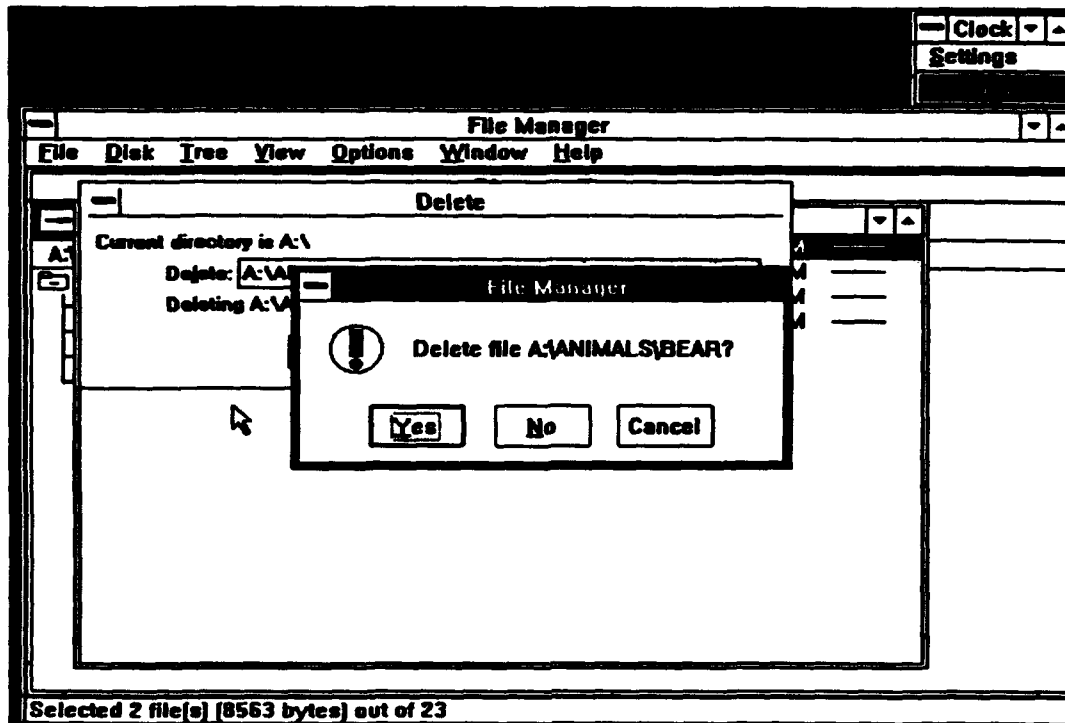 Clock
Settings
File Manager
File Disk Tree View Options Window Help
Delete
Current directory is A:\
Delete: A:\A
Deleting A:\A
File Manager
Delete file A:\ANIMALS\BEAR?
Yes No Cancel
Selected 2 file(s) (8563 bytes) out of 23